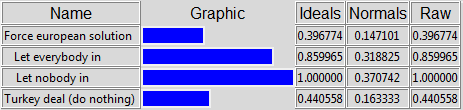 Name Graphic Ideals Normals Raw
Force european solution 0.396774 0.147101 0.396774
Let everybody in 0.859965 0.318825 0.859965
Let nobody in 1.000000 0.370742 1.000000
Turkey deal (do nothing) 0.440558 0.163333 0.440558